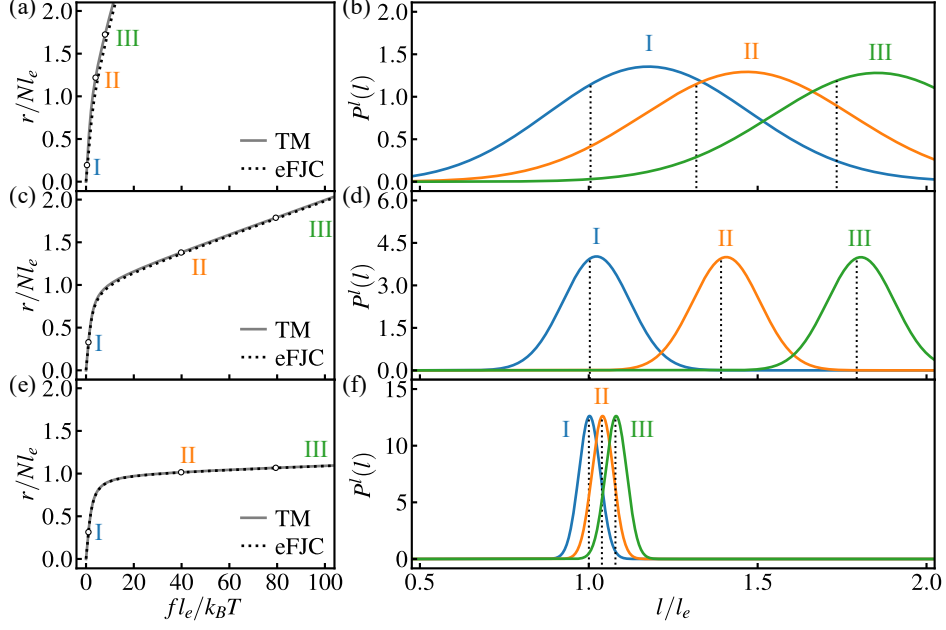 (a)
2.0
1.5
1.0
0.5
0.0
r/Nl_e
III
II
I
TM
eFJC
(b)
2.0
1.5
1.0
0.5
0.0
P^l(l)
I
II
III
(c)
2.0
1.5
1.0
0.5
0.0
r/Nl_e
III
II
I
TM
eFJC
(d)
6.0
4.5
3.0
1.5
0.0
P^l(l)
I
II
III
(e)
2.0
1.5
1.0
0.5
0.0
r/Nl_e
II
III
I
TM
eFJC
0 20 40 60 80 100
fl_e/k_BT
(f)
15
10
5
0
P^l(l)
I
II
III
0.5 1.0 1.5 2.0
l/l_e